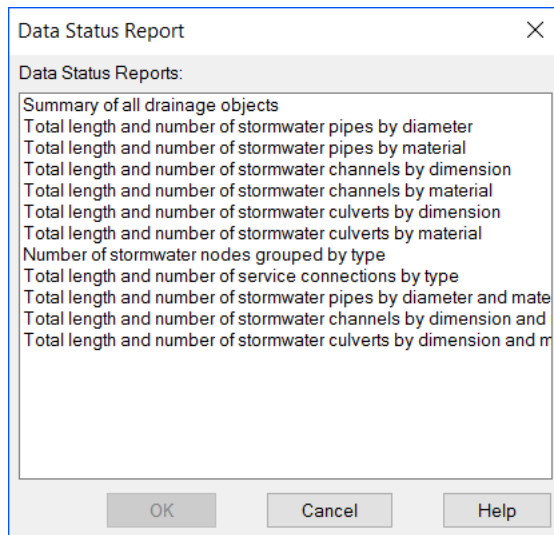 Data Status Report
Data Status Reports:
Summary of all drainage objects
Total length and number of stormwater pipes by diameter
Total length and number of stormwater pipes by material
Total length and number of stormwater channels by dimension
Total length and number of stormwater channels by material
Total length and number of stormwater culverts by dimension
Total length and number of stormwater culverts by material
Number of stormwater nodes grouped by type
Total length and number of service connections by type
Total length and number of stormwater pipes by diameter and mate
Total length and number of stormwater channels by dimension and
Total length and number of stormwater culverts by dimension and m
OK Cancel Help